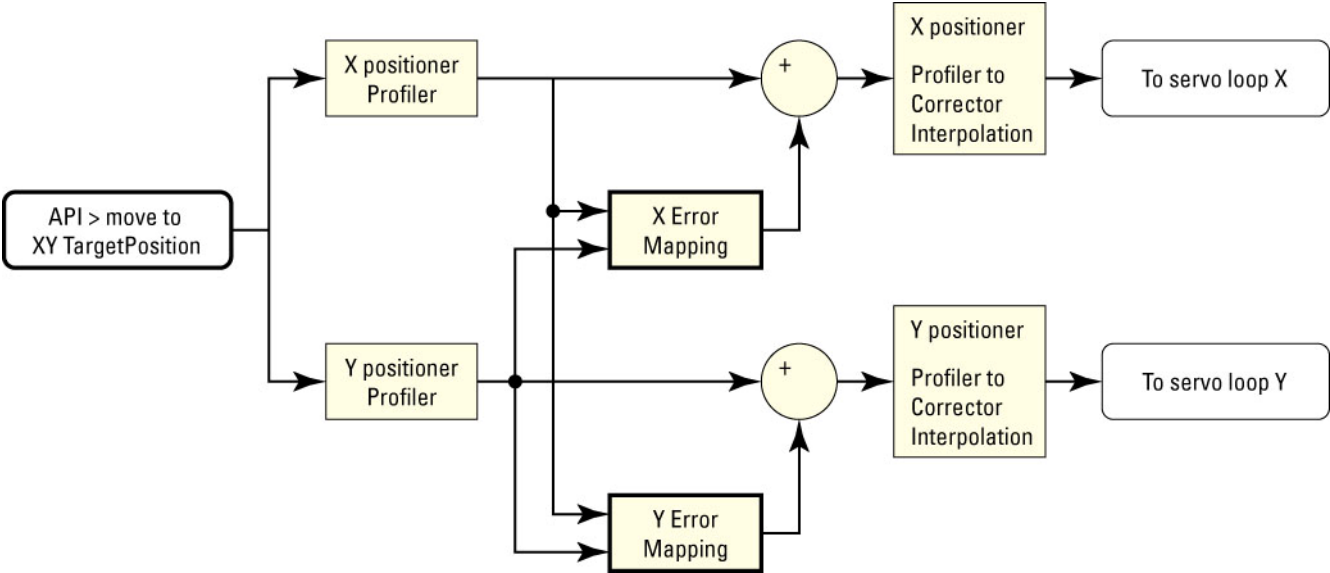 X positioner
Profiler
+
X positioner
Profiler to
Corrector
Interpolation
To servo loop X
API > move to
XY TargetPosition
X Error
Mapping
Y positioner
Profiler
+
Y positioner
Profiler to
Corrector
Interpolation
To servo loop Y
Y Error
Mapping